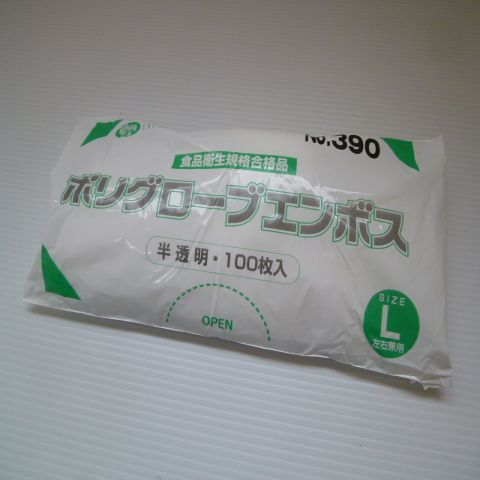 No.390
食品衛生規格合格品
ポリグローブエンボス
半透明・100枚入
OPEN
SIZE
L
左右兼用